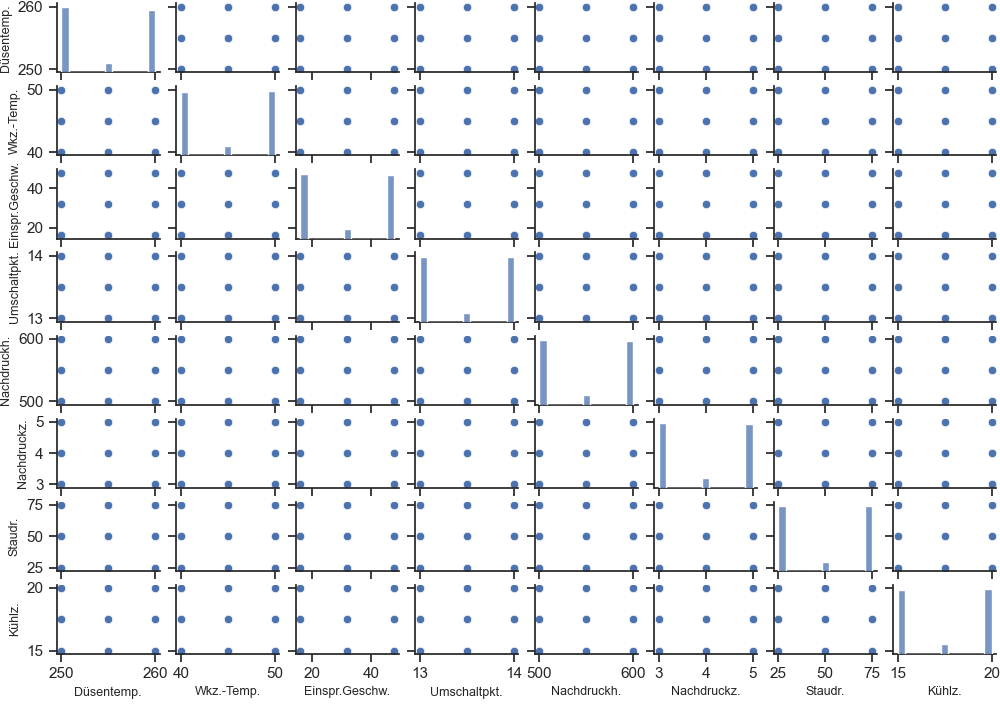 Düsentemp.
260
250
Wkz.-Temp.
50
40
Einspr.Geschw.
40
20
Umschaltpkt.
14
13
Nachdruckh.
600
500
Nachdruckz.
5
4
3
Staudr.
75
50
25
Kühlz.
20
15
250 260 40 50 20 40 13 14 500 600 3 4 5 25 50 75 15 20
Düsentemp. Wkz.-Temp. Einspr.Geschw. Umschaltpkt. Nachdruckh. Nachdruckz. Staudr. Kühlz.